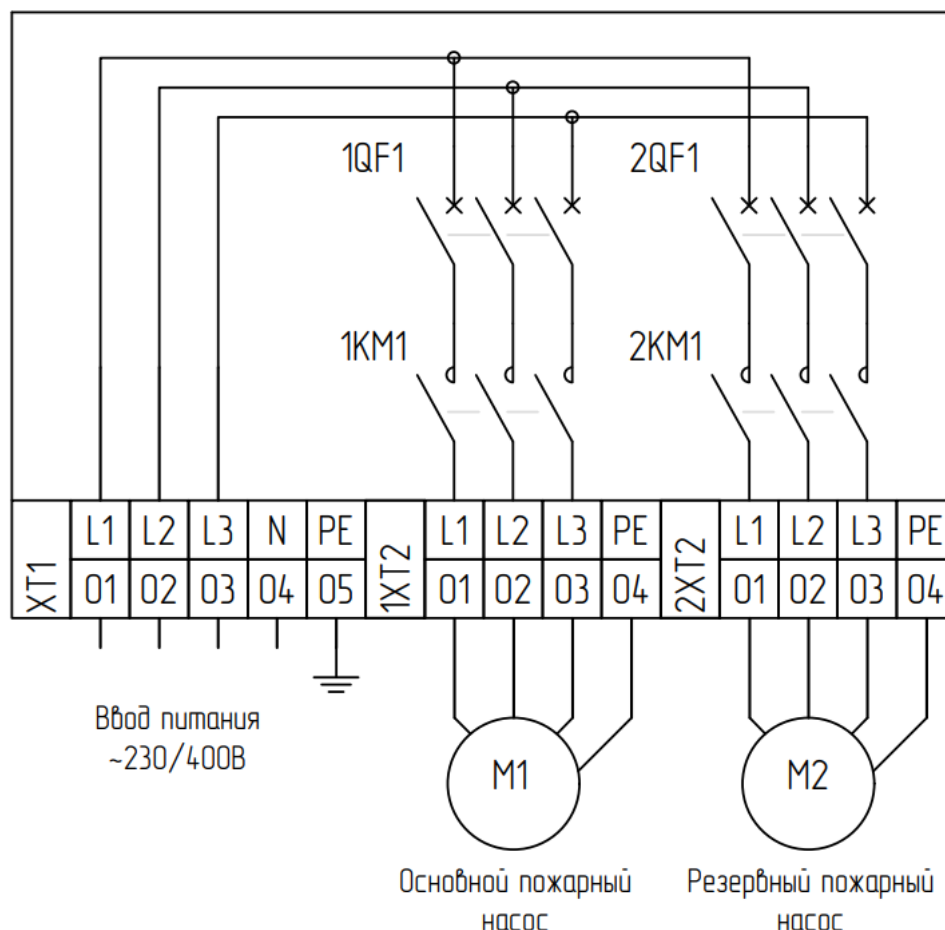 1QF1
2QF1
1KM1
2KM1
XT1
L1 L2 L3 N PE
01 02 03 04 05
1XT2
L1 L2 L3 PE
01 02 03 04
2XT2
L1 L2 L3 PE
01 02 03 04
Ввод питания
~230/400В
M1
Основной пожарный
насос
M2
Резервный пожарный
насос